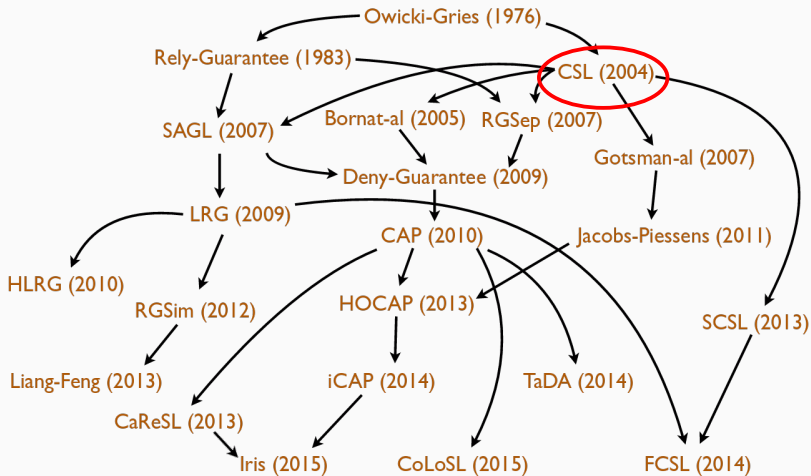 Owicki-Gries (1976)
Rely-Guarantee (1983)
CSL (2004)
Bornat-al (2005)
RGSep (2007)
SAGL (2007)
Gotsman-al (2007)
Deny-Guarantee (2009)
LRG (2009)
CAP (2010)
Jacobs-Piessens (2011)
HLRG (2010)
HOCAP (2013)
RGSim (2012)
SCSL (2013)
Liang-Feng (2013)
iCAP (2014)
TaDA (2014)
CaReSL (2013)
Iris (2015)
CoLoSL (2015)
FCSL (2014)